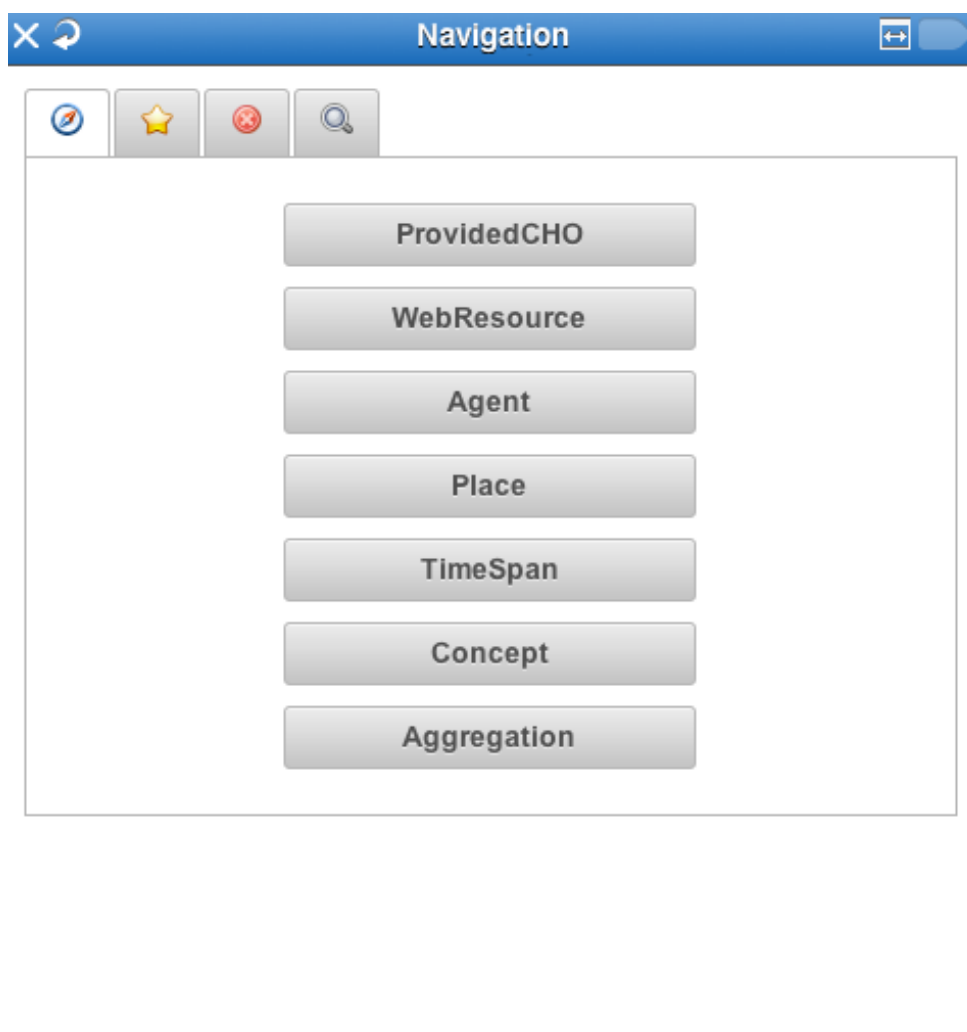 Navigation
ProvidedCHO
WebResource
Agent
Place
TimeSpan
Concept
Aggregation